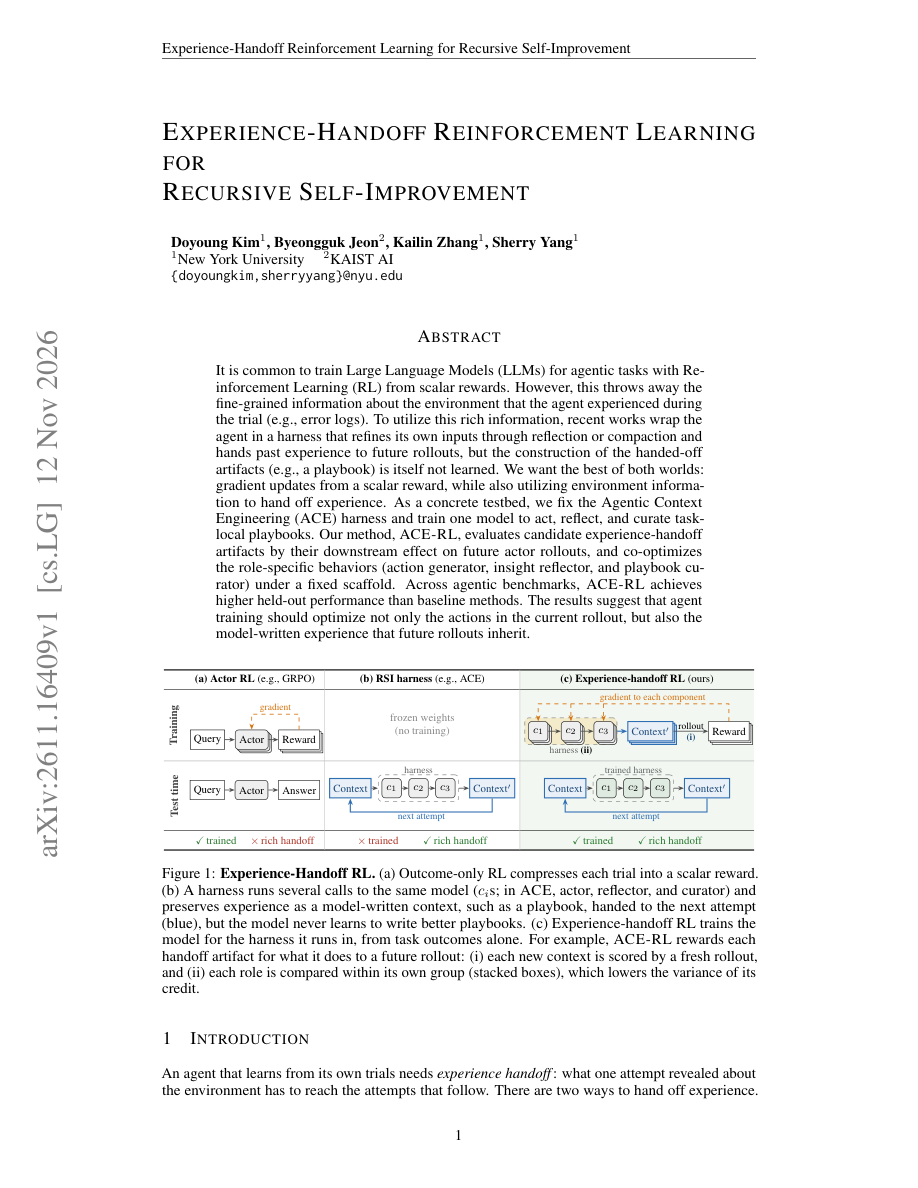 Experience-Handoff Reinforcement Learning for Recursive Self-Improvement
EXPERIENCE-HANDOFF REINFORCEMENT LEARNING
FOR
RECURSIVE SELF-IMPROVEMENT
Doyoung Kim1, Byeongguk Jeon2, Kailin Zhang1, Sherry Yang1
1New York University 2KAIST AI
{doyoungkim,sherryyang}@nyu.edu
ABSTRACT
It is common to train Large Language Models (LLMs) for agentic tasks with Re-
inforcement Learning (RL) from scalar rewards. However, this throws away the
fine-grained information about the environment that the agent experienced during
the trial (e.g., error logs). To utilize this rich information, recent works wrap the
agent in a harness that refines its own inputs through reflection or compaction and
hands past experience to future rollouts, but the construction of the handed-off
artifacts (e.g., a playbook) is itself not learned. We want the best of both worlds:
gradient updates from a scalar reward, while also utilizing environment informa-
tion to hand off experience. As a concrete testbed, we fix the Agentic Context
Engineering (ACE) harness and train one model to act, reflect, and curate task-
local playbooks. Our method, ACE-RL, evaluates candidate experience-handoff
artifacts by their downstream effect on future actor rollouts, and co-optimizes
the role-specific behaviors (action generator, insight reflector, and playbook cu-
rator) under a fixed scaffold. Across agentic benchmarks, ACE-RL achieves
higher held-out performance than baseline methods. The results suggest that agent
training should optimize not only the actions in the current rollout, but also the
model-written experience that future rollouts inherit.
(a) Actor RL (e.g., GRPO) (b) RSI harness (e.g., ACE) (c) Experience-handoff RL (ours)
Training
gradient
Query Actor Reward
frozen weights
(no training)
gradient to each component
c1 c2 c3 Context′ rollout (i) Reward
harness (ii)
Test time
Query Actor Answer
harness
Context c1 c2 c3 Context′
next attempt
trained harness
Context c1 c2 c3 Context′
next attempt
✓ trained × rich handoff × trained ✓ rich handoff ✓ trained ✓ rich handoff
Figure 1: Experience-Handoff RL. (a) Outcome-only RL compresses each trial into a scalar reward.
(b) A harness runs several calls to the same model (cis; in ACE, actor, reflector, and curator) and
preserves experience as a model-written context, such as a playbook, handed to the next attempt
(blue), but the model never learns to write better playbooks. (c) Experience-handoff RL trains the
model for the harness it runs in, from task outcomes alone. For example, ACE-RL rewards each
handoff artifact for what it does to a future rollout: (i) each new context is scored by a fresh rollout,
and (ii) each role is compared within its own group (stacked boxes), which lowers the variance of its
credit.
1 INTRODUCTION
An agent that learns from its own trials needs experience handoff: what one attempt revealed about
the environment has to reach the attempts that follow. There are two ways to hand off experience.
1
arXiv:2611.16409v1 [cs.LG] 12 Nov 2026